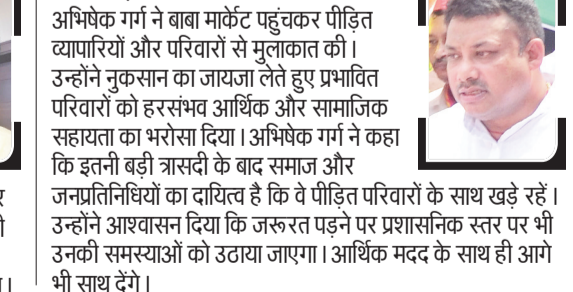 अभिषेक गर्ग ने बाबा मार्केट पहुंचकर पीड़ित
व्यापारियों और परिवारों से मुलाकात की।
उन्होंने नुकसान का जायजा लेते हुए प्रभावित
परिवारों को हरसंभव आर्थिक और सामाजिक
सहायता का भरोसा दिया। अभिषेक गर्ग ने कहा
कि इतनी बड़ी त्रासदी के बाद समाज और
जनप्रतिनिधियों का दायित्व है कि वे पीड़ित परिवारों के साथ खड़े रहें।
उन्होंने आश्वासन दिया कि जरूरत पड़ने पर प्रशासनिक स्तर पर भी
उनकी समस्याओं को उठाया जाएगा। आर्थिक मदद के साथ ही आगे
भी साथ देंगे।